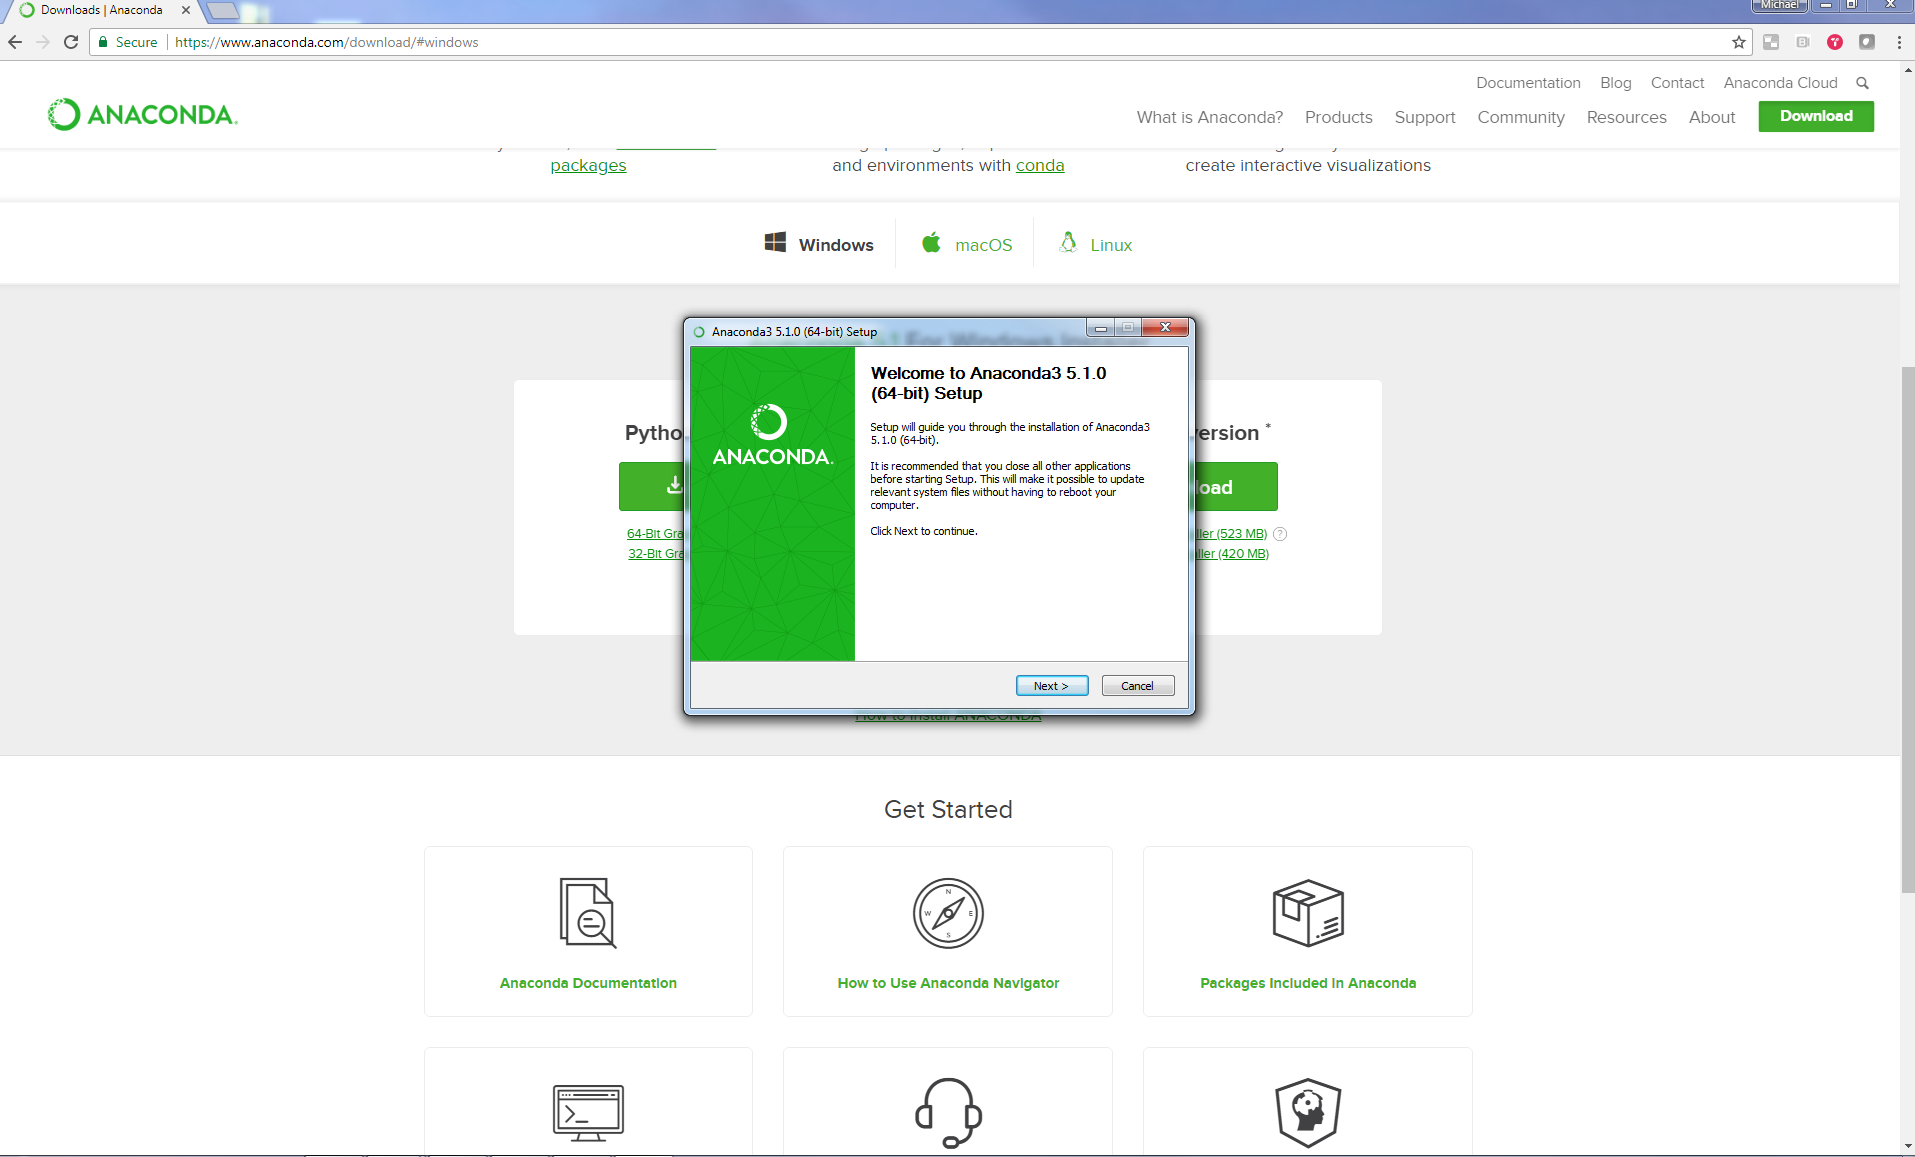 Downloads | Anaconda
Michael
Secure
https://www.anaconda.com/download/#windows
Documentation Blog Contact Anaconda Cloud
ANACONDA.
What is Anaconda? Products Support Community Resources About Download
packages
and environments with conda
create interactive visualizations
Windows macOS Linux
Anaconda3 5.1.0 (64-bit) Setup
Welcome to Anaconda3 5.1.0
(64-bit) Setup
ANACONDA.
Setup will guide you through the installation of Anaconda3
5.1.0 (64-bit).
It is recommended that you close all other applications
before starting Setup. This will make it possible to update
relevant system files without having to reboot your
computer.
Click Next to continue.
Next >
Cancel
Pytho
ersion *
oad
64-Bit Gra
ller (523 MB) ?
32-Bit Gra
ller (420 MB)
How to Install ANACONDA
Get Started
N
W E
S
Anaconda Documentation
How to Use Anaconda Navigator
Packages Included in Anaconda